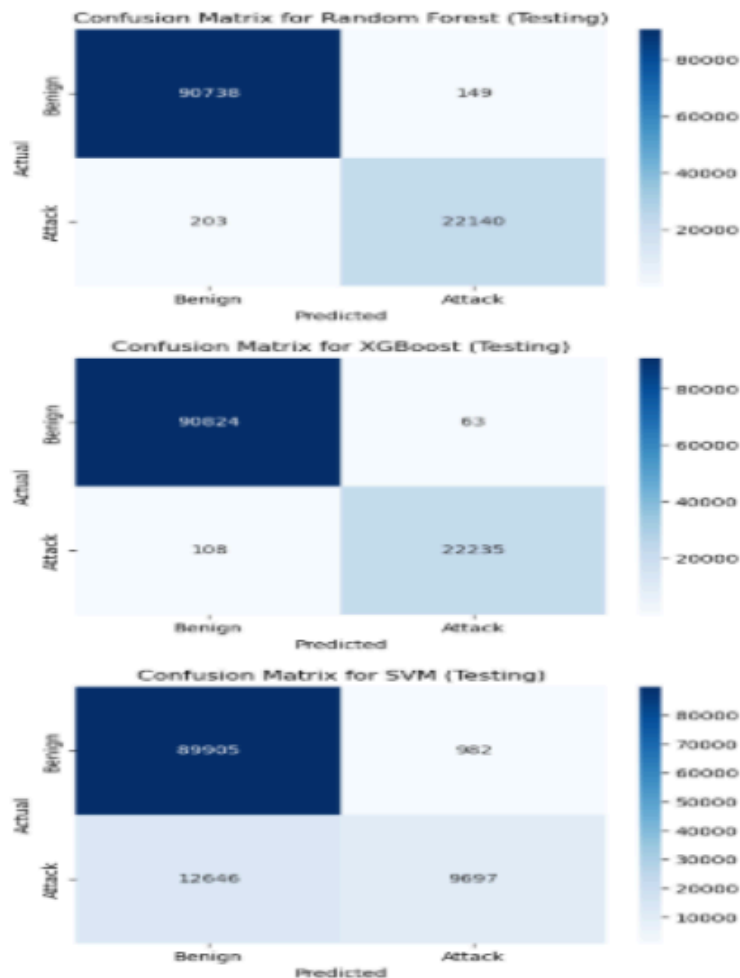 Confusion Matrix for Random Forest (Testing)
Benign
90738
149
80000
60000
Actual
40000
Attack
203
22140
20000
Benign
Attack
Predicted
Confusion Matrix for XGBoost (Testing)
Benign
90824
63
80000
60000
Actual
40000
Attack
108
22235
20000
Benign
Attack
Predicted
Confusion Matrix for SVM (Testing)
Benign
89905
982
80000
70000
60000
50000
Actual
40000
30000
Attack
12646
9697
20000
10000
Benign
Attack
Predicted